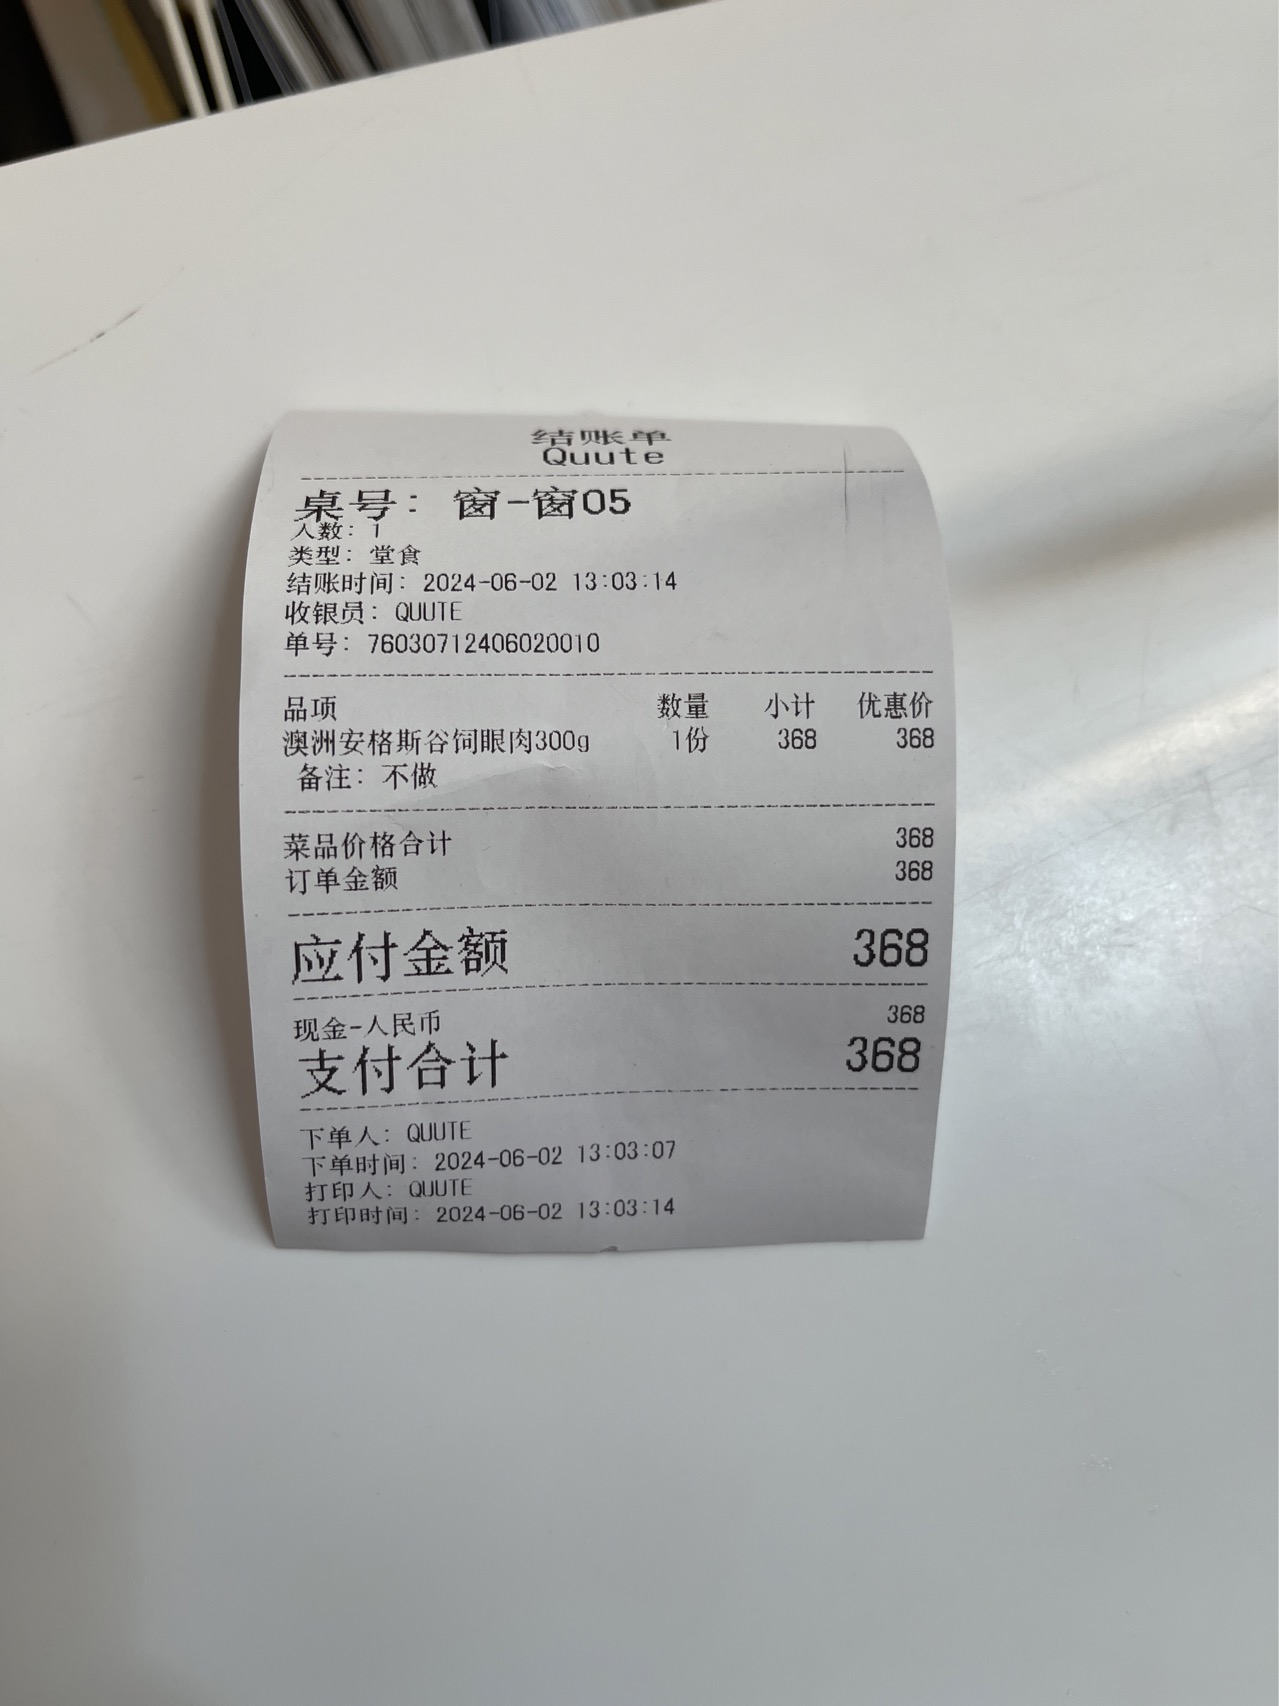 结账单
Quute
桌号： 窗-窗05
人数：1
类型：堂食
结账时间：2024-06-02 13:03:14
收银员：QUUTE
单号：76030712406020010
品项 数量 小计 优惠价
澳洲安格斯谷饲眼肉300g 1份 368 368
备注：不做
菜品价格合计 368
订单金额 368
应付金额 368
现金-人民币 368
支付合计 368
下单人：QUUTE
下单时间：2024-06-02 13:03:07
打印人：QUUTE
打印时间：2024-06-02 13:03:14